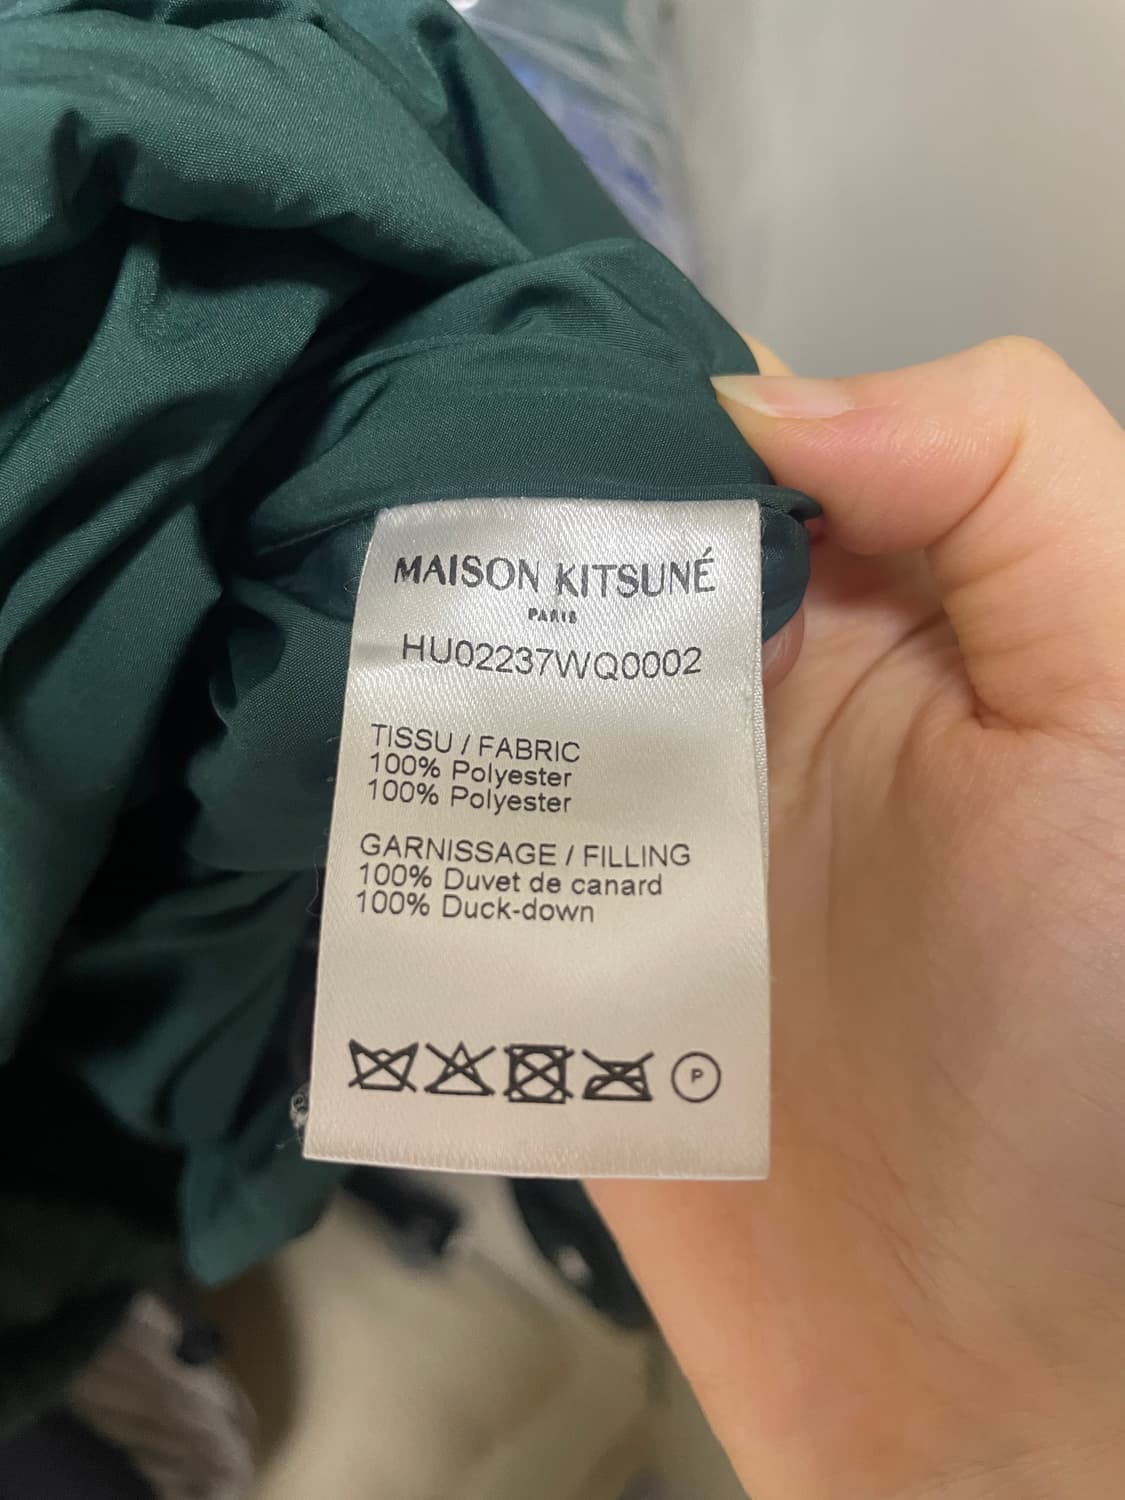 MAISON KITSUNÉ
PARIS
HU02237WQ0002
TISSU / FABRIC
100% Polyester
100% Polyester
GARNISSAGE / FILLING
100% Duvet de canard
100% Duck-down
P